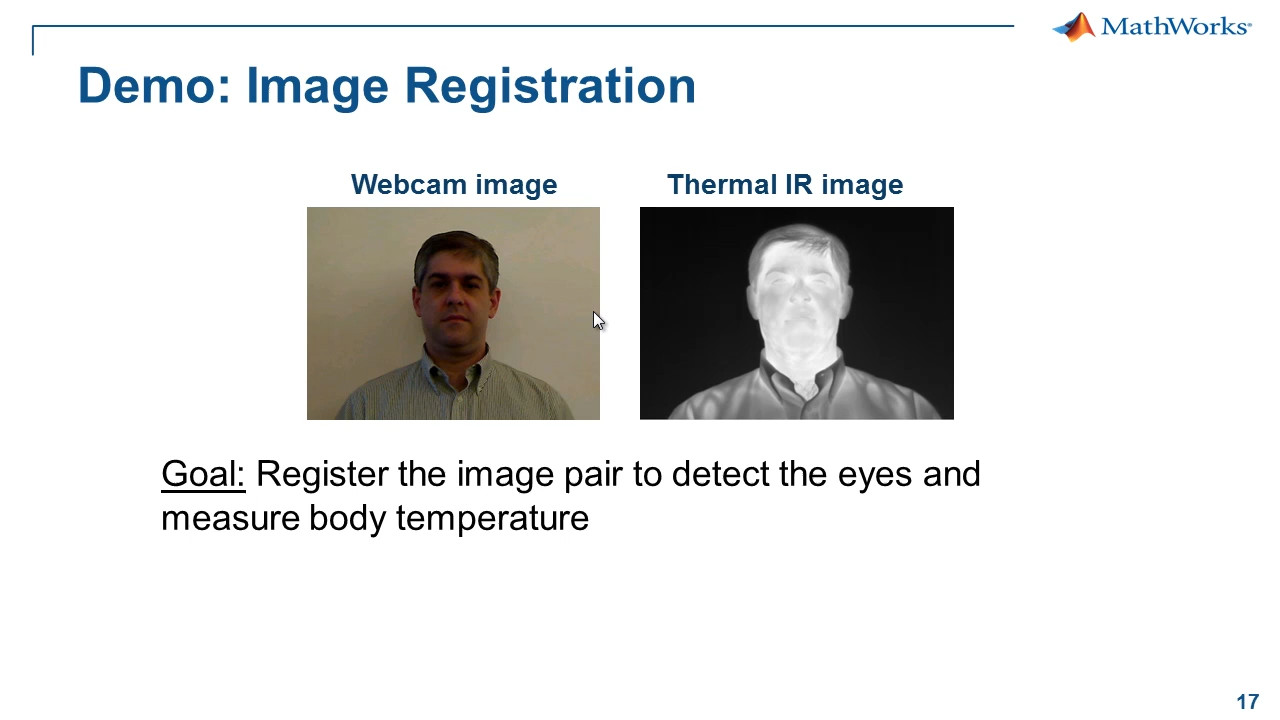 MathWorks®
Demo: Image Registration
Webcam image
Thermal IR image
Goal: Register the image pair to detect the eyes and
measure body temperature
17